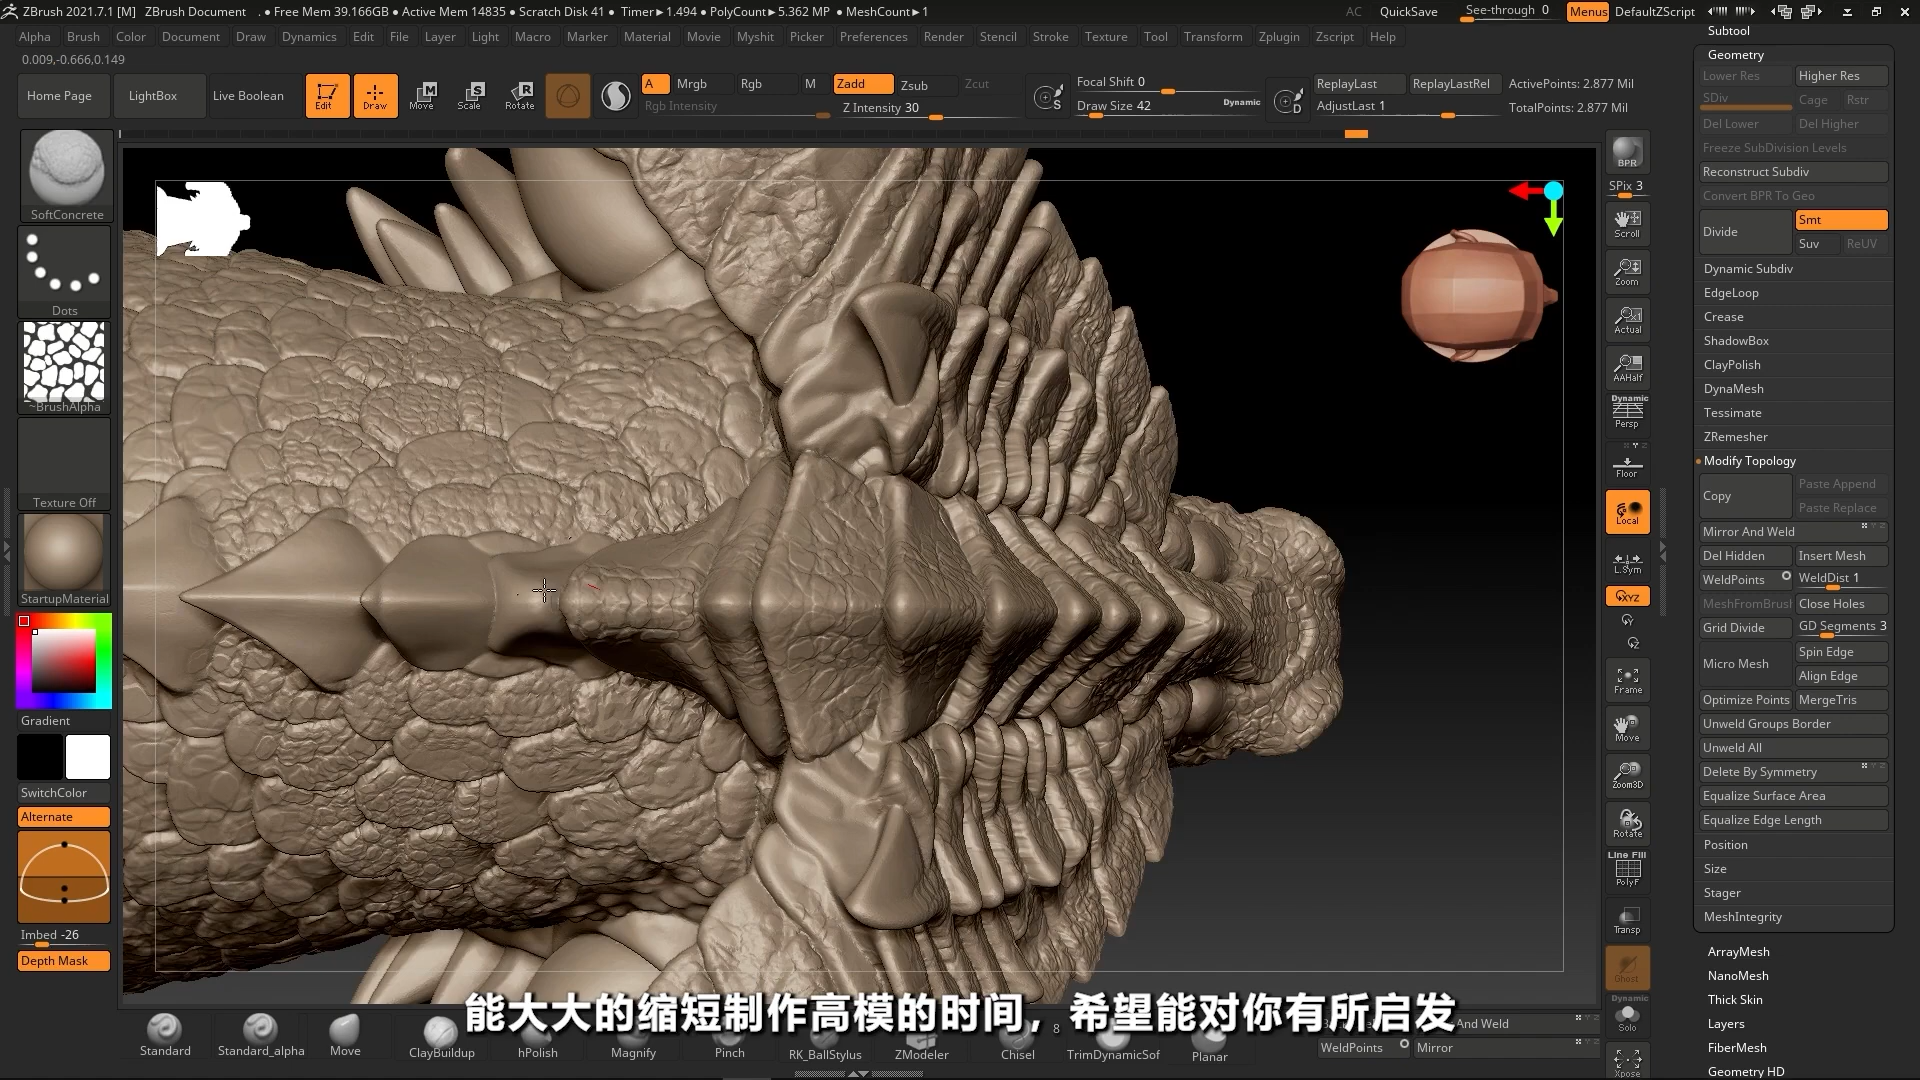 ZBrush 2021.7.1 [M] ZBrush Document . • Free Mem 39.166GB • Active Mem 14835 • Scratch Disk 41 • Timer▸1.494 • PolyCount▸5.362 MP • MeshCount▸1 AC QuickSave See-through 0 Menus DefaultZScript
Alpha Brush Color Document Draw Dynamics Edit File Layer Light Macro Marker Material Movie Myshit Picker Preferences Render Stencil Stroke Texture Tool Transform Zplugin Zscript Help
0.009,-0.666,0.149
Home Page LightBox Live Boolean Edit Draw Move Scale Rotate
A Mrgb Rgb M Zadd Zsub Zcut
Rgb Intensity Z Intensity 30
Focal Shift 0
Draw Size 42 Dynamic
ReplayLast ReplayLastRel ActivePoints: 2.877 Mil
AdjustLast 1 TotalPoints: 2.877 Mil
SoftConcrete
Dots
~BrushAlpha
Texture Off
StartupMaterial
Gradient
SwitchColor
Alternate
Imbed -26
Depth Mask
BPR
SPix 3
Scroll
Zoom
Actual
AAHalf
Dynamic
Persp
Floor
Local
L.Sym
XYZ
Frame
Move
Zoom3D
Rotate
Line Fill
PolyF
Transp
Ghost
Dynamic
Solo
Xpose
Subtool
Geometry
Lower Res Higher Res
SDiv Cage Rstr
Del Lower Del Higher
Freeze SubDivision Levels
Reconstruct Subdiv
Convert BPR To Geo
Divide Smt
Suv ReUV
Dynamic Subdiv
EdgeLoop
Crease
ShadowBox
ClayPolish
DynaMesh
Tessimate
ZRemesher
Modify Topology
Copy Paste Append
Paste Replace
Mirror And Weld
Del Hidden Insert Mesh
WeldPoints WeldDist 1
MeshFromBrush Close Holes
Grid Divide GD Segments 3
Micro Mesh Spin Edge
Align Edge
Optimize Points MergeTris
Unweld Groups Border
Unweld All
Delete By Symmetry
Equalize Surface Area
Equalize Edge Length
Position
Size
Stager
MeshIntegrity
ArrayMesh
NanoMesh
Thick Skin
Layers
FiberMesh
Geometry HD
能大大的缩短制作高模的时间，希望能对你有所启发
Standard Standard_alpha Move ClayBuildup hPolish Magnify Pinch RK_BallStylus ZModeler Chisel 8 TrimDynamicSof Planar
And Weld
WeldPoints Mirror